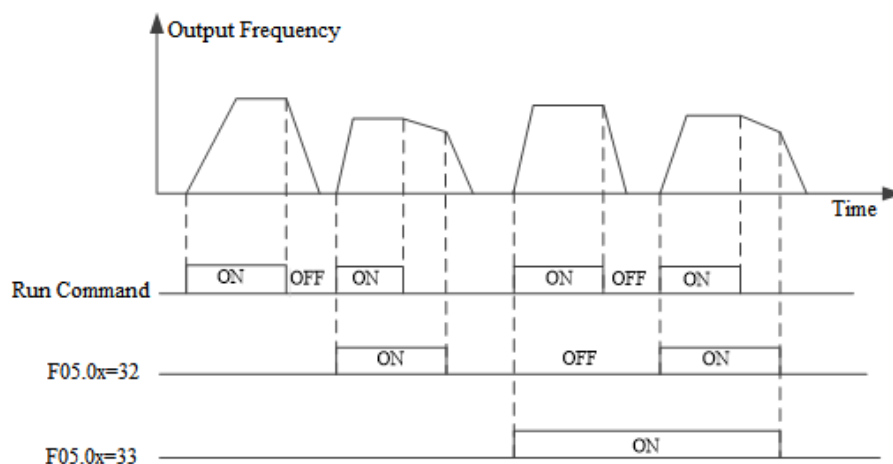 Output Frequency
Time
Run Command ON OFF ON ON OFF ON
F05.0x=32 ON OFF ON
F05.0x=33 ON